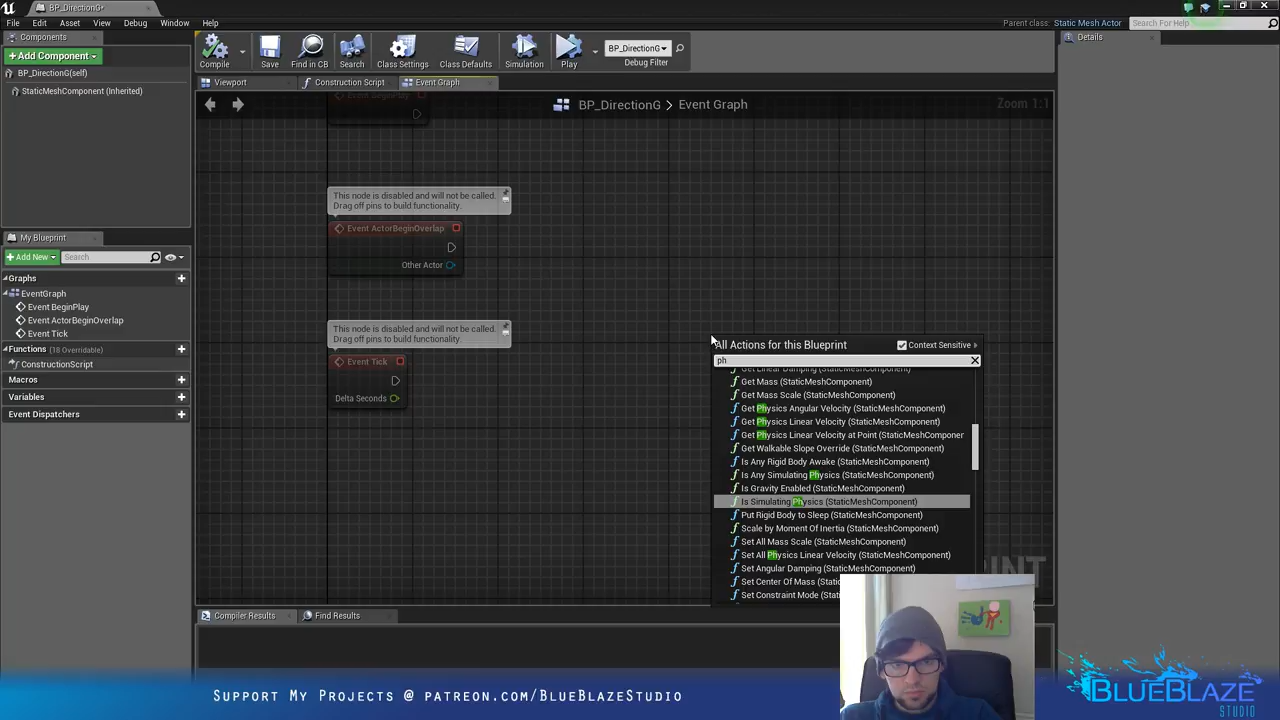 BP_DirectionG*
File Edit Asset View Debug Window Help
Parent class: Static Mesh Actor
Search For Help
Components
Add Component
BP_DirectionG(self)
StaticMeshComponent (Inherited)
Compile
Save
Find in CB
Search
Class Settings
Class Defaults
Simulation
Play
BP_DirectionG
Debug Filter
Details
Viewport
Construction Script
Event Graph
BP_DirectionG > Event Graph
Zoom 1:1
Event BeginPlay
This node is disabled and will not be called.
Drag off pins to build functionality.
Event ActorBeginOverlap
Other Actor
This node is disabled and will not be called.
Drag off pins to build functionality.
Event Tick
Delta Seconds
My Blueprint
Add New
Search
Graphs
EventGraph
Event BeginPlay
Event ActorBeginOverlap
Event Tick
Functions (18 Overridable)
ConstructionScript
Macros
Variables
Event Dispatchers
All Actions for this Blueprint
Context Sensitive
ph
Get Linear Damping (StaticMeshComponent)
Get Mass (StaticMeshComponent)
Get Mass Scale (StaticMeshComponent)
Get Physics Angular Velocity (StaticMeshComponent)
Get Physics Linear Velocity (StaticMeshComponent)
Get Physics Linear Velocity at Point (StaticMeshComponer
Get Walkable Slope Override (StaticMeshComponent)
Is Any Rigid Body Awake (StaticMeshComponent)
Is Any Simulating Physics (StaticMeshComponent)
Is Gravity Enabled (StaticMeshComponent)
Is Simulating Physics (StaticMeshComponent)
Put Rigid Body to Sleep (StaticMeshComponent)
Scale by Moment Of Inertia (StaticMeshComponent)
Set All Mass Scale (StaticMeshComponent)
Set All Physics Linear Velocity (StaticMeshComponent)
Set Angular Damping (StaticMeshComponent)
Set Center Of Mass (Sta
Set Constraint Mode (Sta
Compiler Results
Find Results
Support My Projects @ patreon.com/BlueBlazeStudio
BlueBlaze
Studio